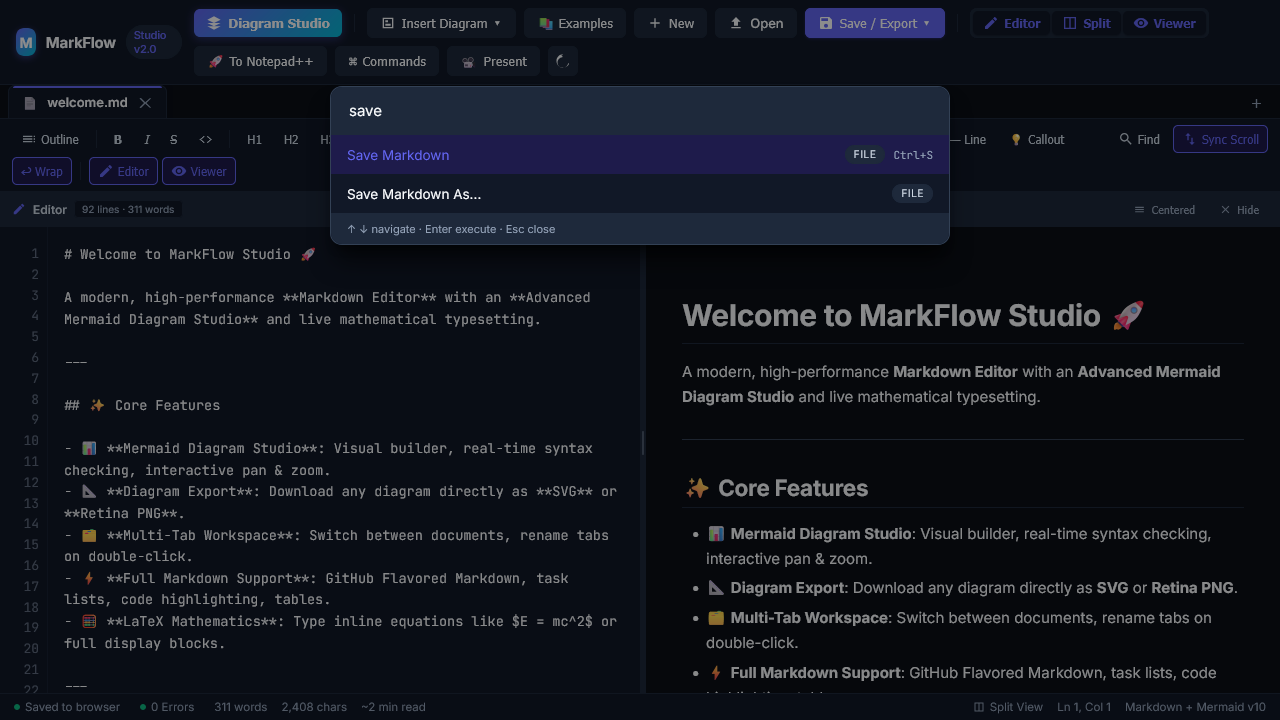 M MarkFlow Studio v2.0 Diagram Studio Insert Diagram ▾ Examples + New Open Save / Export ▾ Editor Split Viewer
To Notepad++ ⌘ Commands Present
welcome.md
Outline B I S <> H1 H2 — Line Callout Find Sync Scroll
↩ Wrap Editor Viewer
save
Save Markdown FILE Ctrl+S
Save Markdown As... FILE
↑ ↓ navigate · Enter execute · Esc close
Editor 92 lines · 311 words
Centered Hide
1 # Welcome to MarkFlow Studio 🚀
2
3 A modern, high-performance **Markdown Editor** with an **Advanced
4 Mermaid Diagram Studio** and live mathematical typesetting.
5
6 ---
7
8 ## ✨ Core Features
9
10 - 📊 **Mermaid Diagram Studio**: Visual builder, real-time syntax
11 checking, interactive pan & zoom.
12 - 📐 **Diagram Export**: Download any diagram directly as **SVG** or
13 **Retina PNG**.
14 - 🗂️ **Multi-Tab Workspace**: Switch between documents, rename tabs
15 on double-click.
16 - ⚡ **Full Markdown Support**: GitHub Flavored Markdown, task
17 lists, code highlighting, tables.
18 - 🧮 **LaTeX Mathematics**: Type inline equations like $E = mc^2$ or
19 full display blocks.
20
21 ---
22
Welcome to MarkFlow Studio 🚀
A modern, high-performance Markdown Editor with an Advanced Mermaid
Diagram Studio and live mathematical typesetting.
✨ Core Features
• 📊 Mermaid Diagram Studio: Visual builder, real-time syntax checking,
interactive pan & zoom.
• 📐 Diagram Export: Download any diagram directly as SVG or Retina PNG.
• 🗂️ Multi-Tab Workspace: Switch between documents, rename tabs on
double-click.
• ⚡ Full Markdown Support: GitHub Flavored Markdown, task lists, code
Saved to browser 0 Errors 311 words 2,408 chars ~2 min read Split View Ln 1, Col 1 Markdown + Mermaid v10